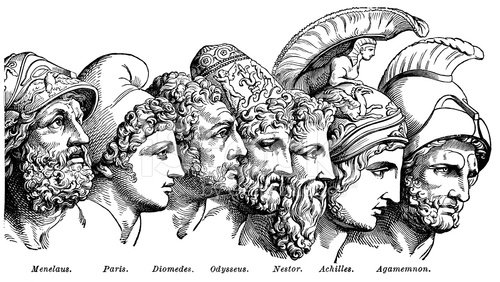 Menelaus. Paris. Diomedes. Odysseus. Nestor. Achilles. Agamemnon.